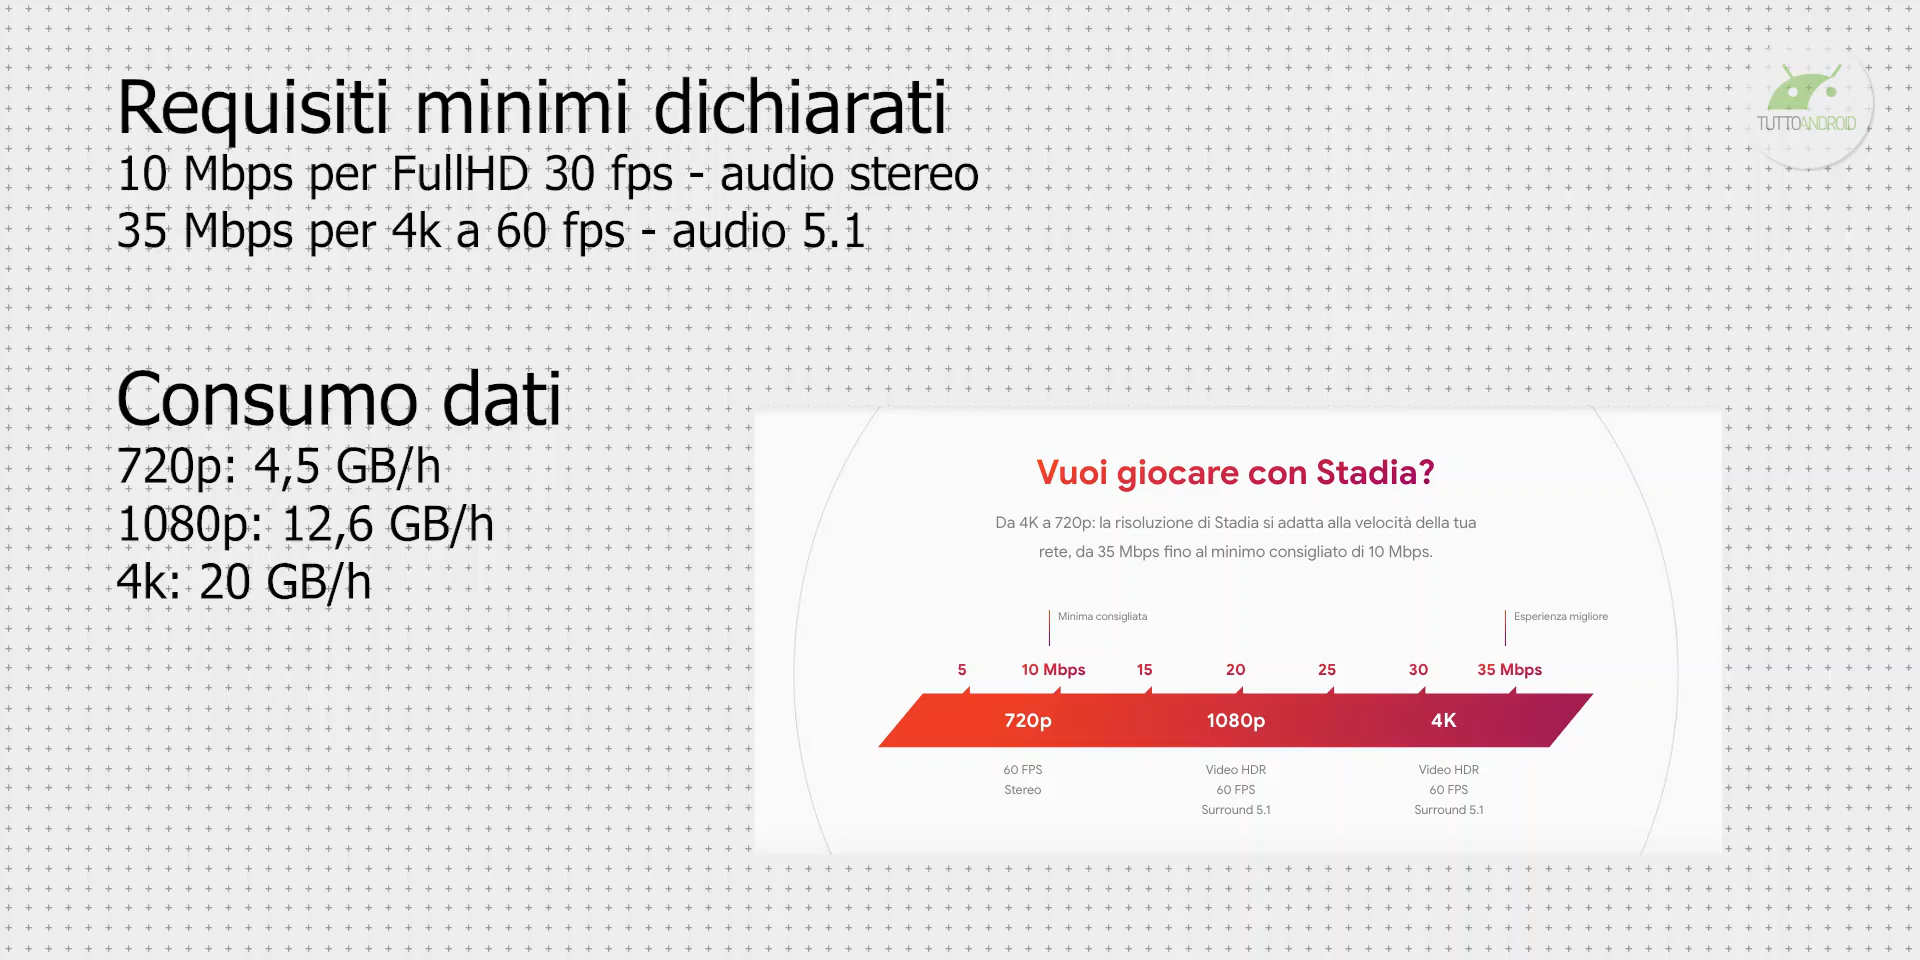 Requisiti minimi dichiarati
10 Mbps per FullHD 30 fps - audio stereo
35 Mbps per 4k a 60 fps - audio 5.1
TUTTOANDROID
Consumo dati
720p: 4,5 GB/h
1080p: 12,6 GB/h
4k: 20 GB/h
Vuoi giocare con Stadia?
Da 4K a 720p: la risoluzione di Stadia si adatta alla velocità della tua
rete, da 35 Mbps fino al minimo consigliato di 10 Mbps.
Minima consigliata Esperienza migliore
5 10 Mbps 15 20 25 30 35 Mbps
720p 1080p 4K
60 FPS Video HDR Video HDR
Stereo 60 FPS 60 FPS
Surround 5.1 Surround 5.1